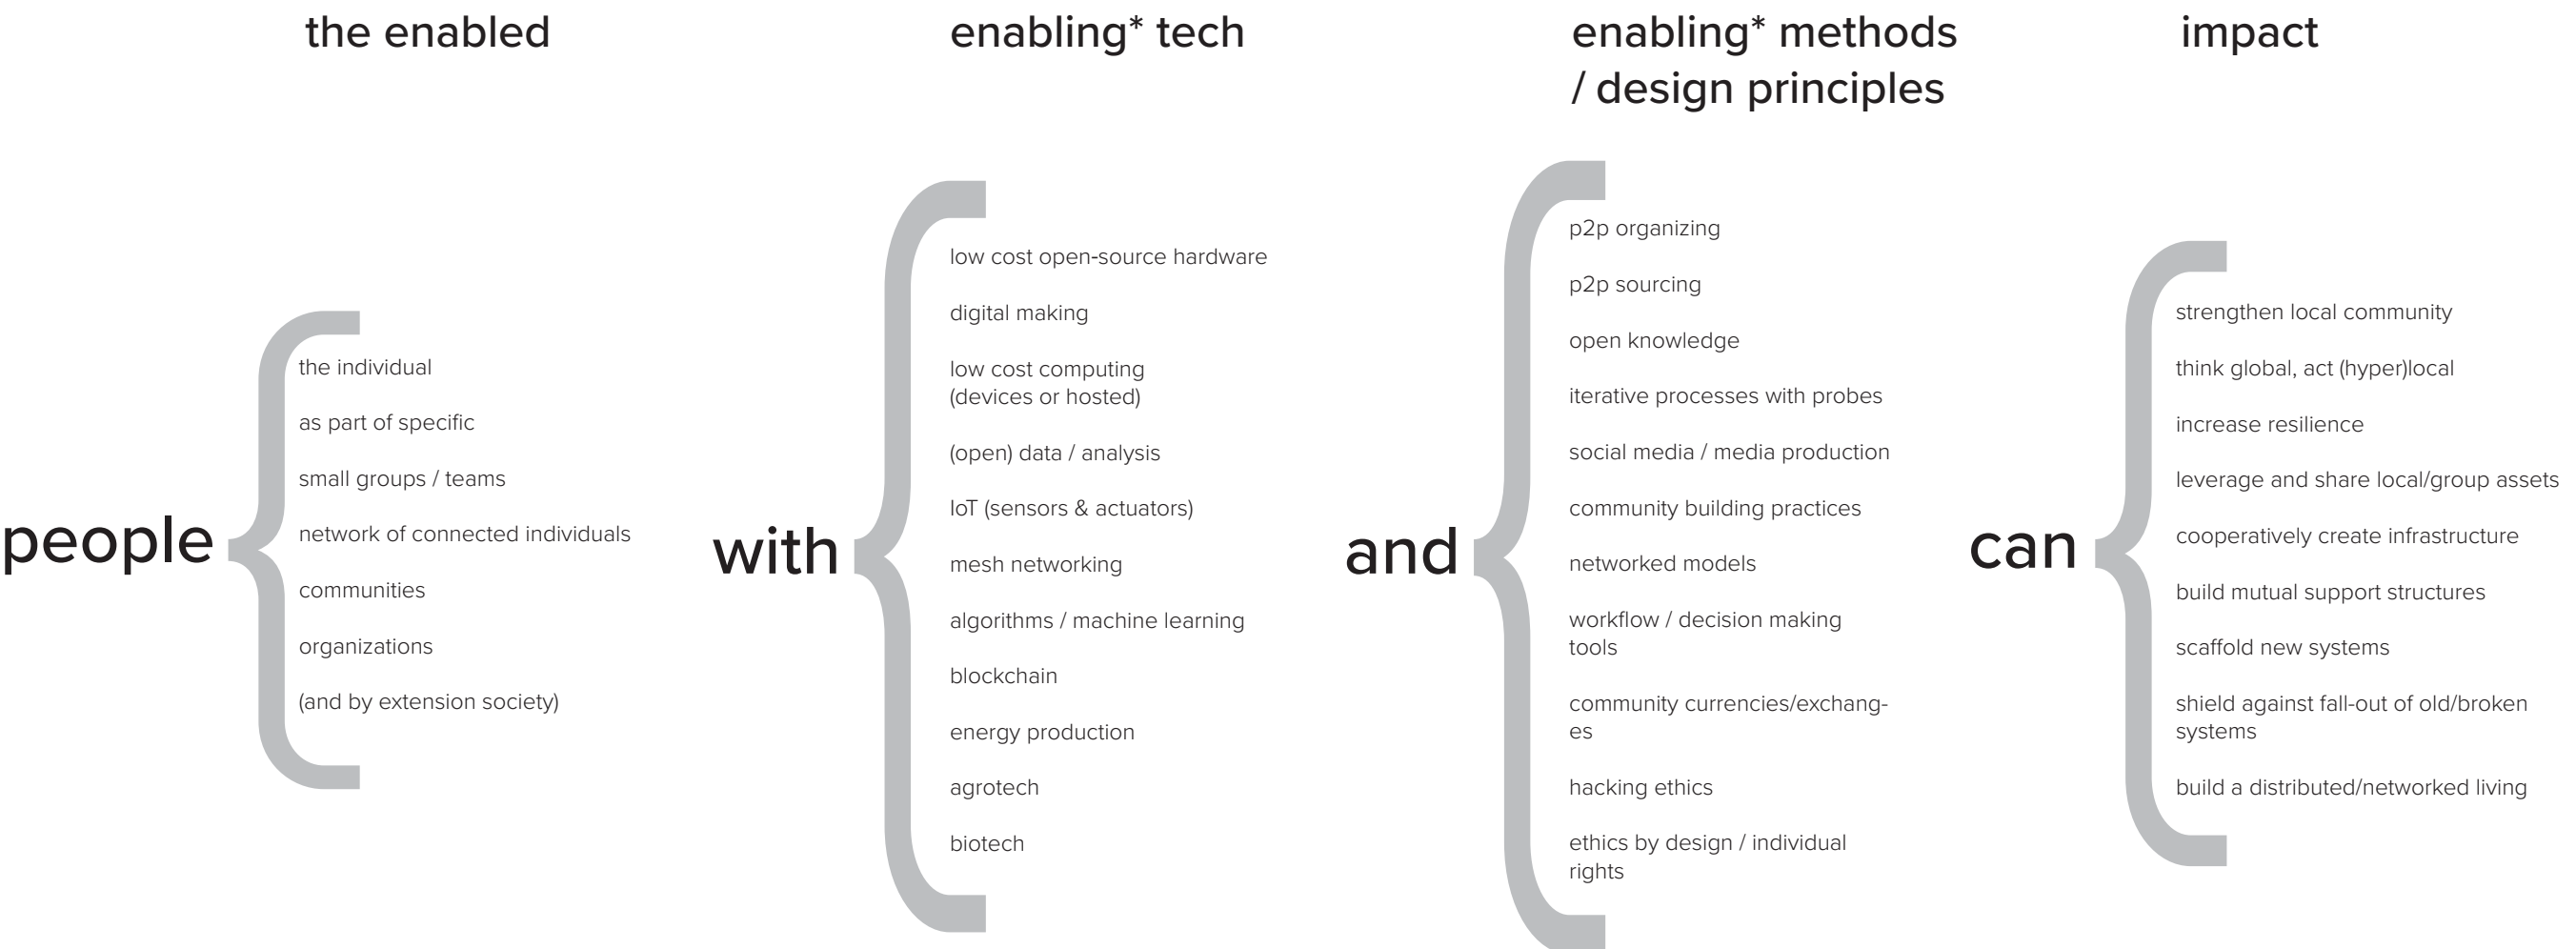 the enabled
people
the individual
as part of specific
small groups / teams
network of connected individuals
communities
organizations
(and by extension society)
enabling* tech
with
low cost open-source hardware
digital making
low cost computing
(devices or hosted)
(open) data / analysis
IoT (sensors & actuators)
mesh networking
algorithms / machine learning
blockchain
energy production
agrotech
biotech
enabling* methods
/ design principles
and
p2p organizing
p2p sourcing
open knowledge
iterative processes with probes
social media / media production
community building practices
networked models
workflow / decision making
tools
community currencies/exchang-
es
hacking ethics
ethics by design / individual
rights
impact
can
strengthen local community
think global, act (hyper)local
increase resilience
leverage and share local/group assets
cooperatively create infrastructure
build mutual support structures
scaffold new systems
shield against fall-out of old/broken
systems
build a distributed/networked living